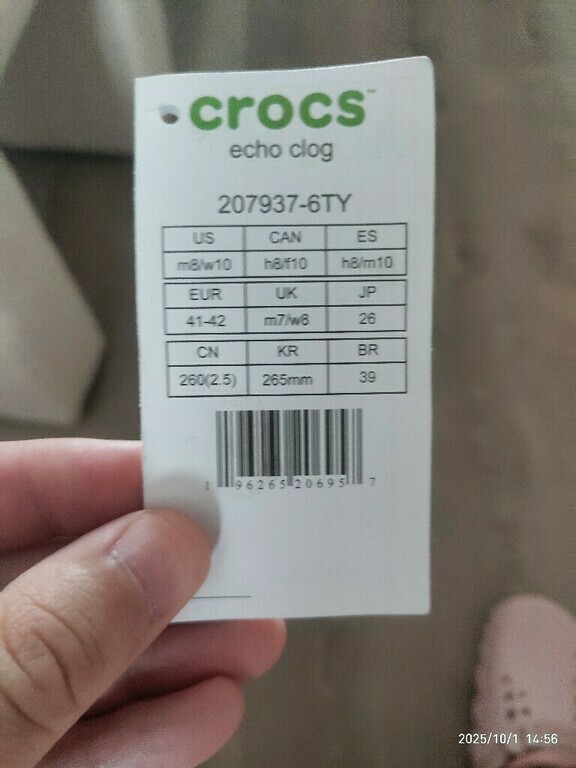 crocs™
echo clog
207937-6TY
US CAN ES
m8/w10 h8/f10 h8/m10
EUR UK JP
41-42 m7/w8 26
CN KR BR
260(2.5) 265mm 39
1 96265 20695 7
2025/10/1 14:56